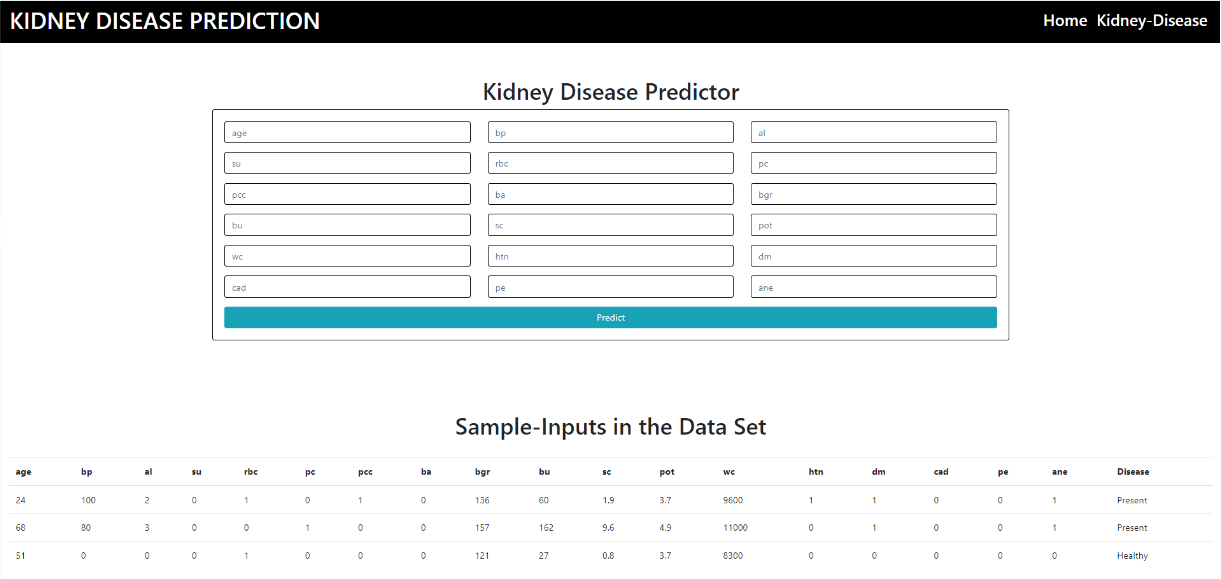 KIDNEY DISEASE PREDICTION Home Kidney-Disease
Kidney Disease Predictor
age bp al
su rbc pc
pcc ba bgr
bu sc pot
wc htn dm
cad pe ane
Predict
Sample-Inputs in the Data Set
age bp al su rbc pc pcc ba bgr bu sc pot wc htn dm cad pe ane Disease
24 100 2 0 1 0 1 0 136 60 1.9 3.7 9600 1 1 0 0 1 Present
68 80 3 0 0 1 0 0 157 162 9.6 4.9 11000 0 1 0 0 1 Present
51 0 0 0 1 0 0 0 121 27 0.8 3.7 8300 0 0 0 0 0 Healthy